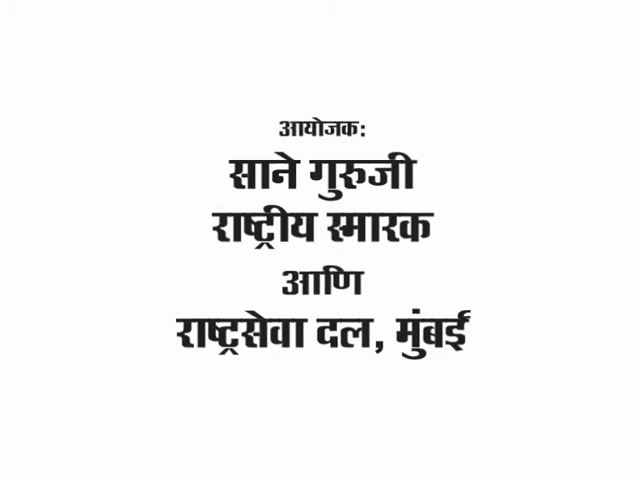 आयोजक:
साने गुरुजी
राष्ट्रीय स्मारक
आणि
राष्ट्रसेवा दल, मुंबई